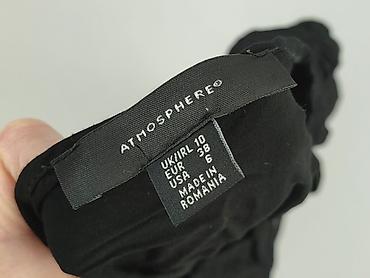 ATMOSPHERE©
UK/IRL 10
EUR 38
USA 6
MADE IN
ROMANIA